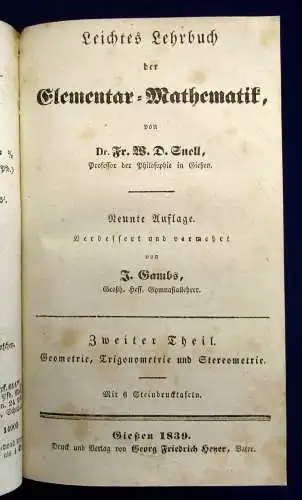 Leichtes Lehrbuch
der
Elementar-Mathematik,
von
Dr. Fr. W. D. Snell,
Professor der Philosophie in Gießen.
Neunte Auflage.
Verbessert und vermehrt
von
J. Gambs,
Großh. Hess. Gymnasiallehrer.
Zweiter Theil.
Geometrie, Trigonometrie und Stereometrie.
Mit 6 Steindrucktafeln.
Gießen 1839.
Druck und Verlag von Georg Friedrich Heyer, Vater.